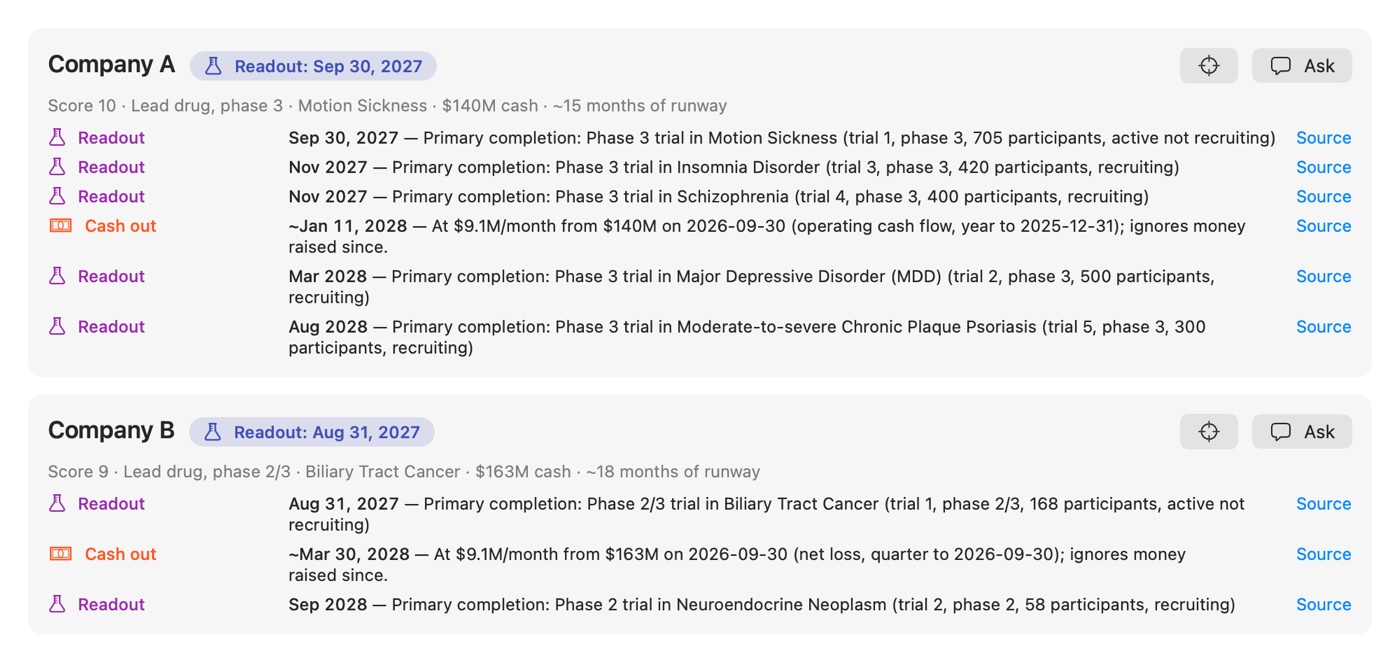 Company A Readout: Sep 30, 2027 Ask
Score 10 · Lead drug, phase 3 · Motion Sickness · $140M cash · ~15 months of runway
Readout Sep 30, 2027 — Primary completion: Phase 3 trial in Motion Sickness (trial 1, phase 3, 705 participants, active not recruiting) Source
Readout Nov 2027 — Primary completion: Phase 3 trial in Insomnia Disorder (trial 3, phase 3, 420 participants, recruiting) Source
Readout Nov 2027 — Primary completion: Phase 3 trial in Schizophrenia (trial 4, phase 3, 400 participants, recruiting) Source
Cash out ~Jan 11, 2028 — At $9.1M/month from $140M on 2026-09-30 (operating cash flow, year to 2025-12-31); ignores money Source
raised since.
Readout Mar 2028 — Primary completion: Phase 3 trial in Major Depressive Disorder (MDD) (trial 2, phase 3, 500 participants, Source
recruiting)
Readout Aug 2028 — Primary completion: Phase 3 trial in Moderate-to-severe Chronic Plaque Psoriasis (trial 5, phase 3, 300 Source
participants, recruiting)
Company B Readout: Aug 31, 2027 Ask
Score 9 · Lead drug, phase 2/3 · Biliary Tract Cancer · $163M cash · ~18 months of runway
Readout Aug 31, 2027 — Primary completion: Phase 2/3 trial in Biliary Tract Cancer (trial 1, phase 2/3, 168 participants, active not Source
recruiting)
Cash out ~Mar 30, 2028 — At $9.1M/month from $163M on 2026-09-30 (net loss, quarter to 2026-09-30); ignores money Source
raised since.
Readout Sep 2028 — Primary completion: Phase 2 trial in Neuroendocrine Neoplasm (trial 2, phase 2, 58 participants, recruiting) Source